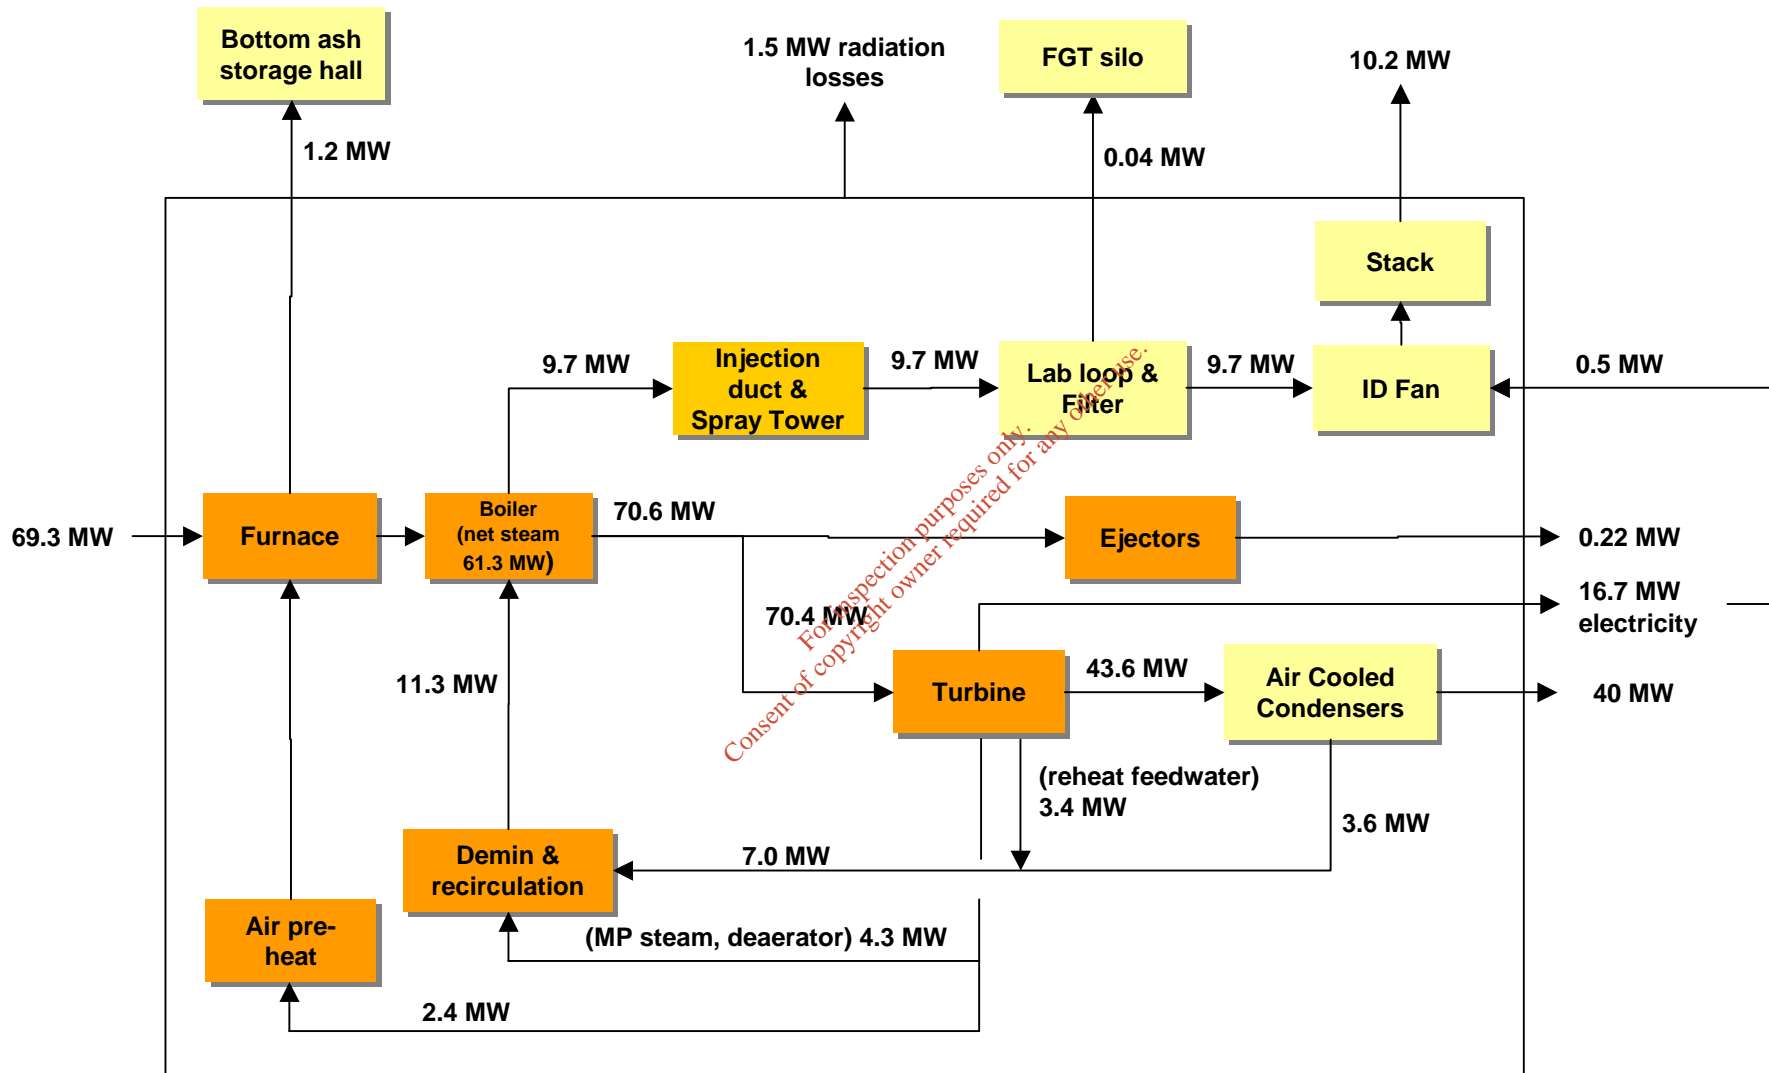 Bottom ash
storage hall
1.5 MW radiation
losses
FGT silo
10.2 MW
1.2 MW
0.04 MW
Stack
9.7 MW
Injection
duct &
Spray Tower
9.7 MW
Lab loop &
Filter
9.7 MW
ID Fan
0.5 MW
69.3 MW
Furnace
Boiler
(net steam
61.3 MW)
70.6 MW
Ejectors
0.22 MW
70.4 MW
16.7 MW
electricity
11.3 MW
Turbine
43.6 MW
Air Cooled
Condensers
40 MW
(reheat feedwater)
3.4 MW
3.6 MW
Demin &
recirculation
7.0 MW
Air pre-
heat
(MP steam, deaerator) 4.3 MW
2.4 MW
For inspection purposes only.
Consent of copyright owner required for any other use.